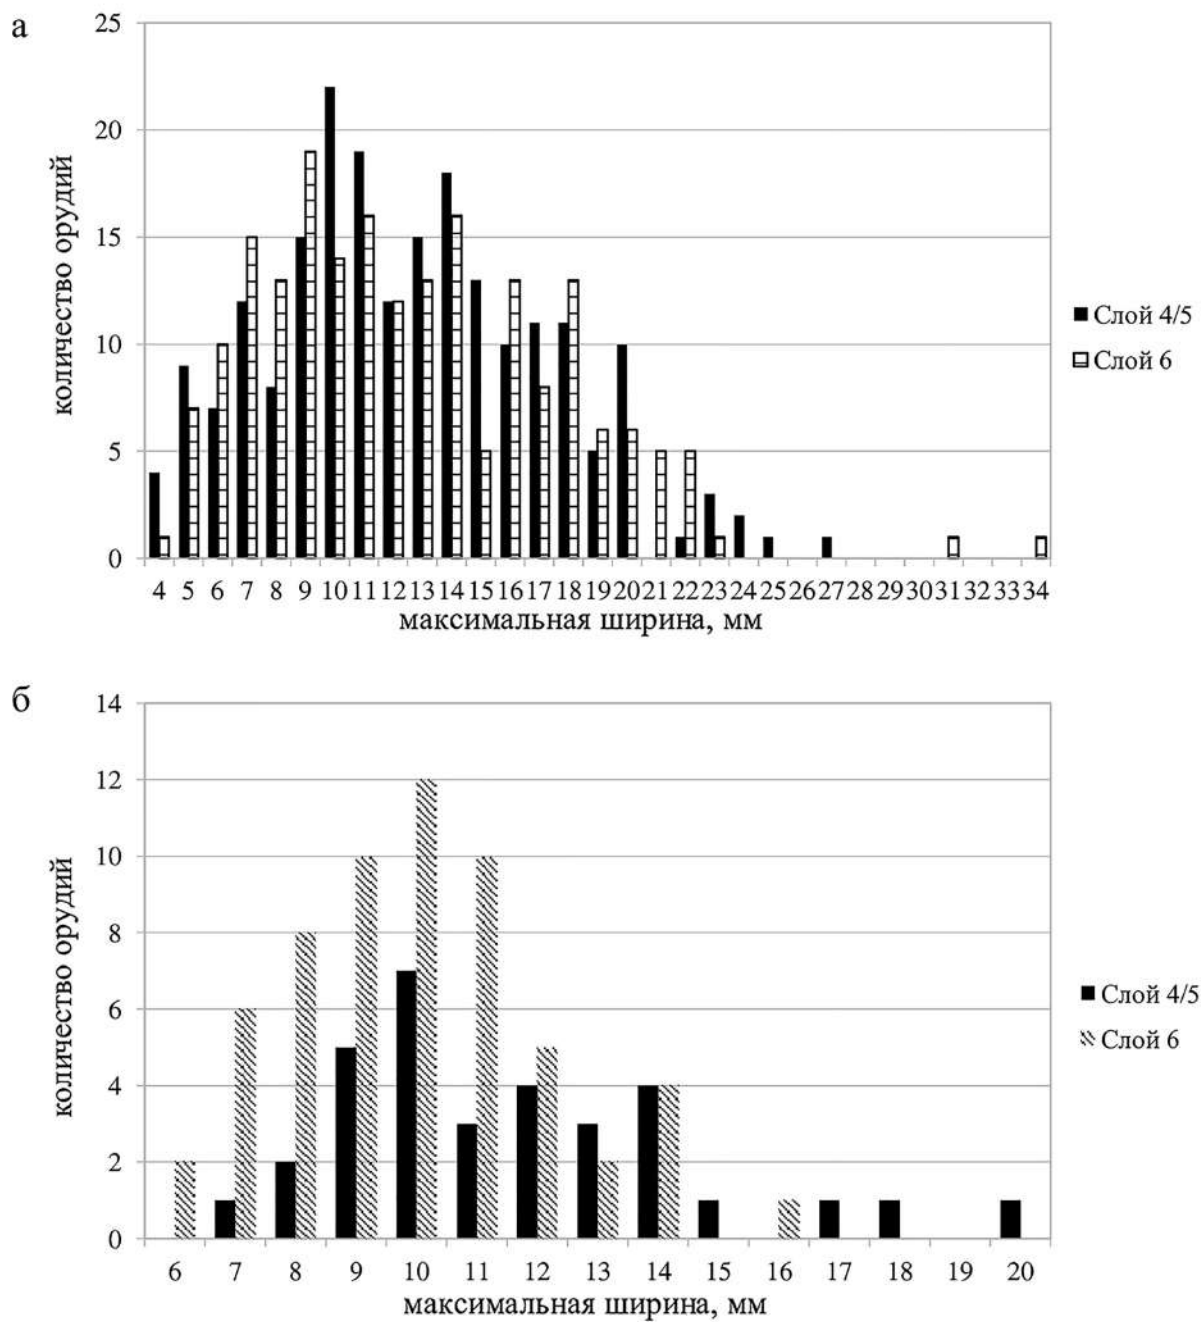 а
25
20
15
10
5
0
количество орудий
4 5 6 7 8 9 10 11 12 13 14 15 16 17 18 19 20 21 22 23 24 25 26 27 28 29 30 31 32 33 34
максимальная ширина, мм
Слой 4/5
Слой 6
б
14
12
10
8
6
4
2
0
количество орудий
6 7 8 9 10 11 12 13 14 15 16 17 18 19 20
максимальная ширина, мм
Слой 4/5
Слой 6